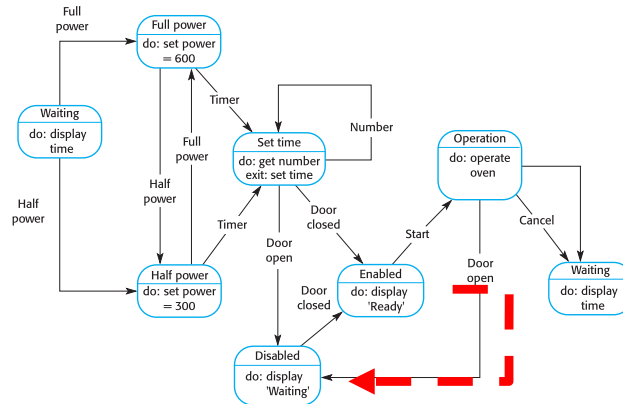 Full
power
Full power
do: set power
= 600
Timer
Waiting
do: display
time
Full
power
Number
Set time
do: get number
exit: set time
Operation
do: operate
oven
Half
power
Half
power
Timer
Door
closed
Start
Cancel
Door
open
Door
open
Half power
do: set power
= 300
Enabled
do: display
'Ready'
Waiting
do: display
time
Door
closed
Disabled
do: display
'Waiting'